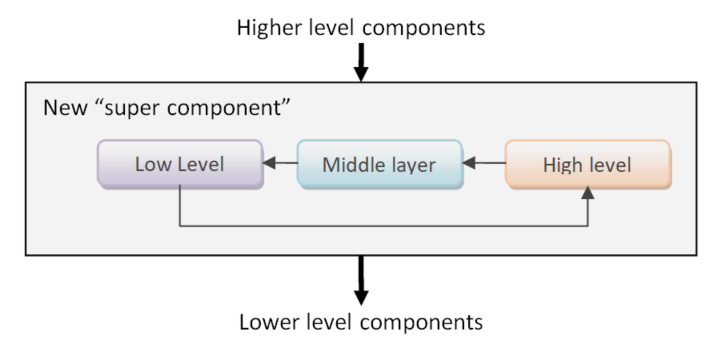 Higher level components
New “super component”
Low Level
Middle layer
High level
Lower level components